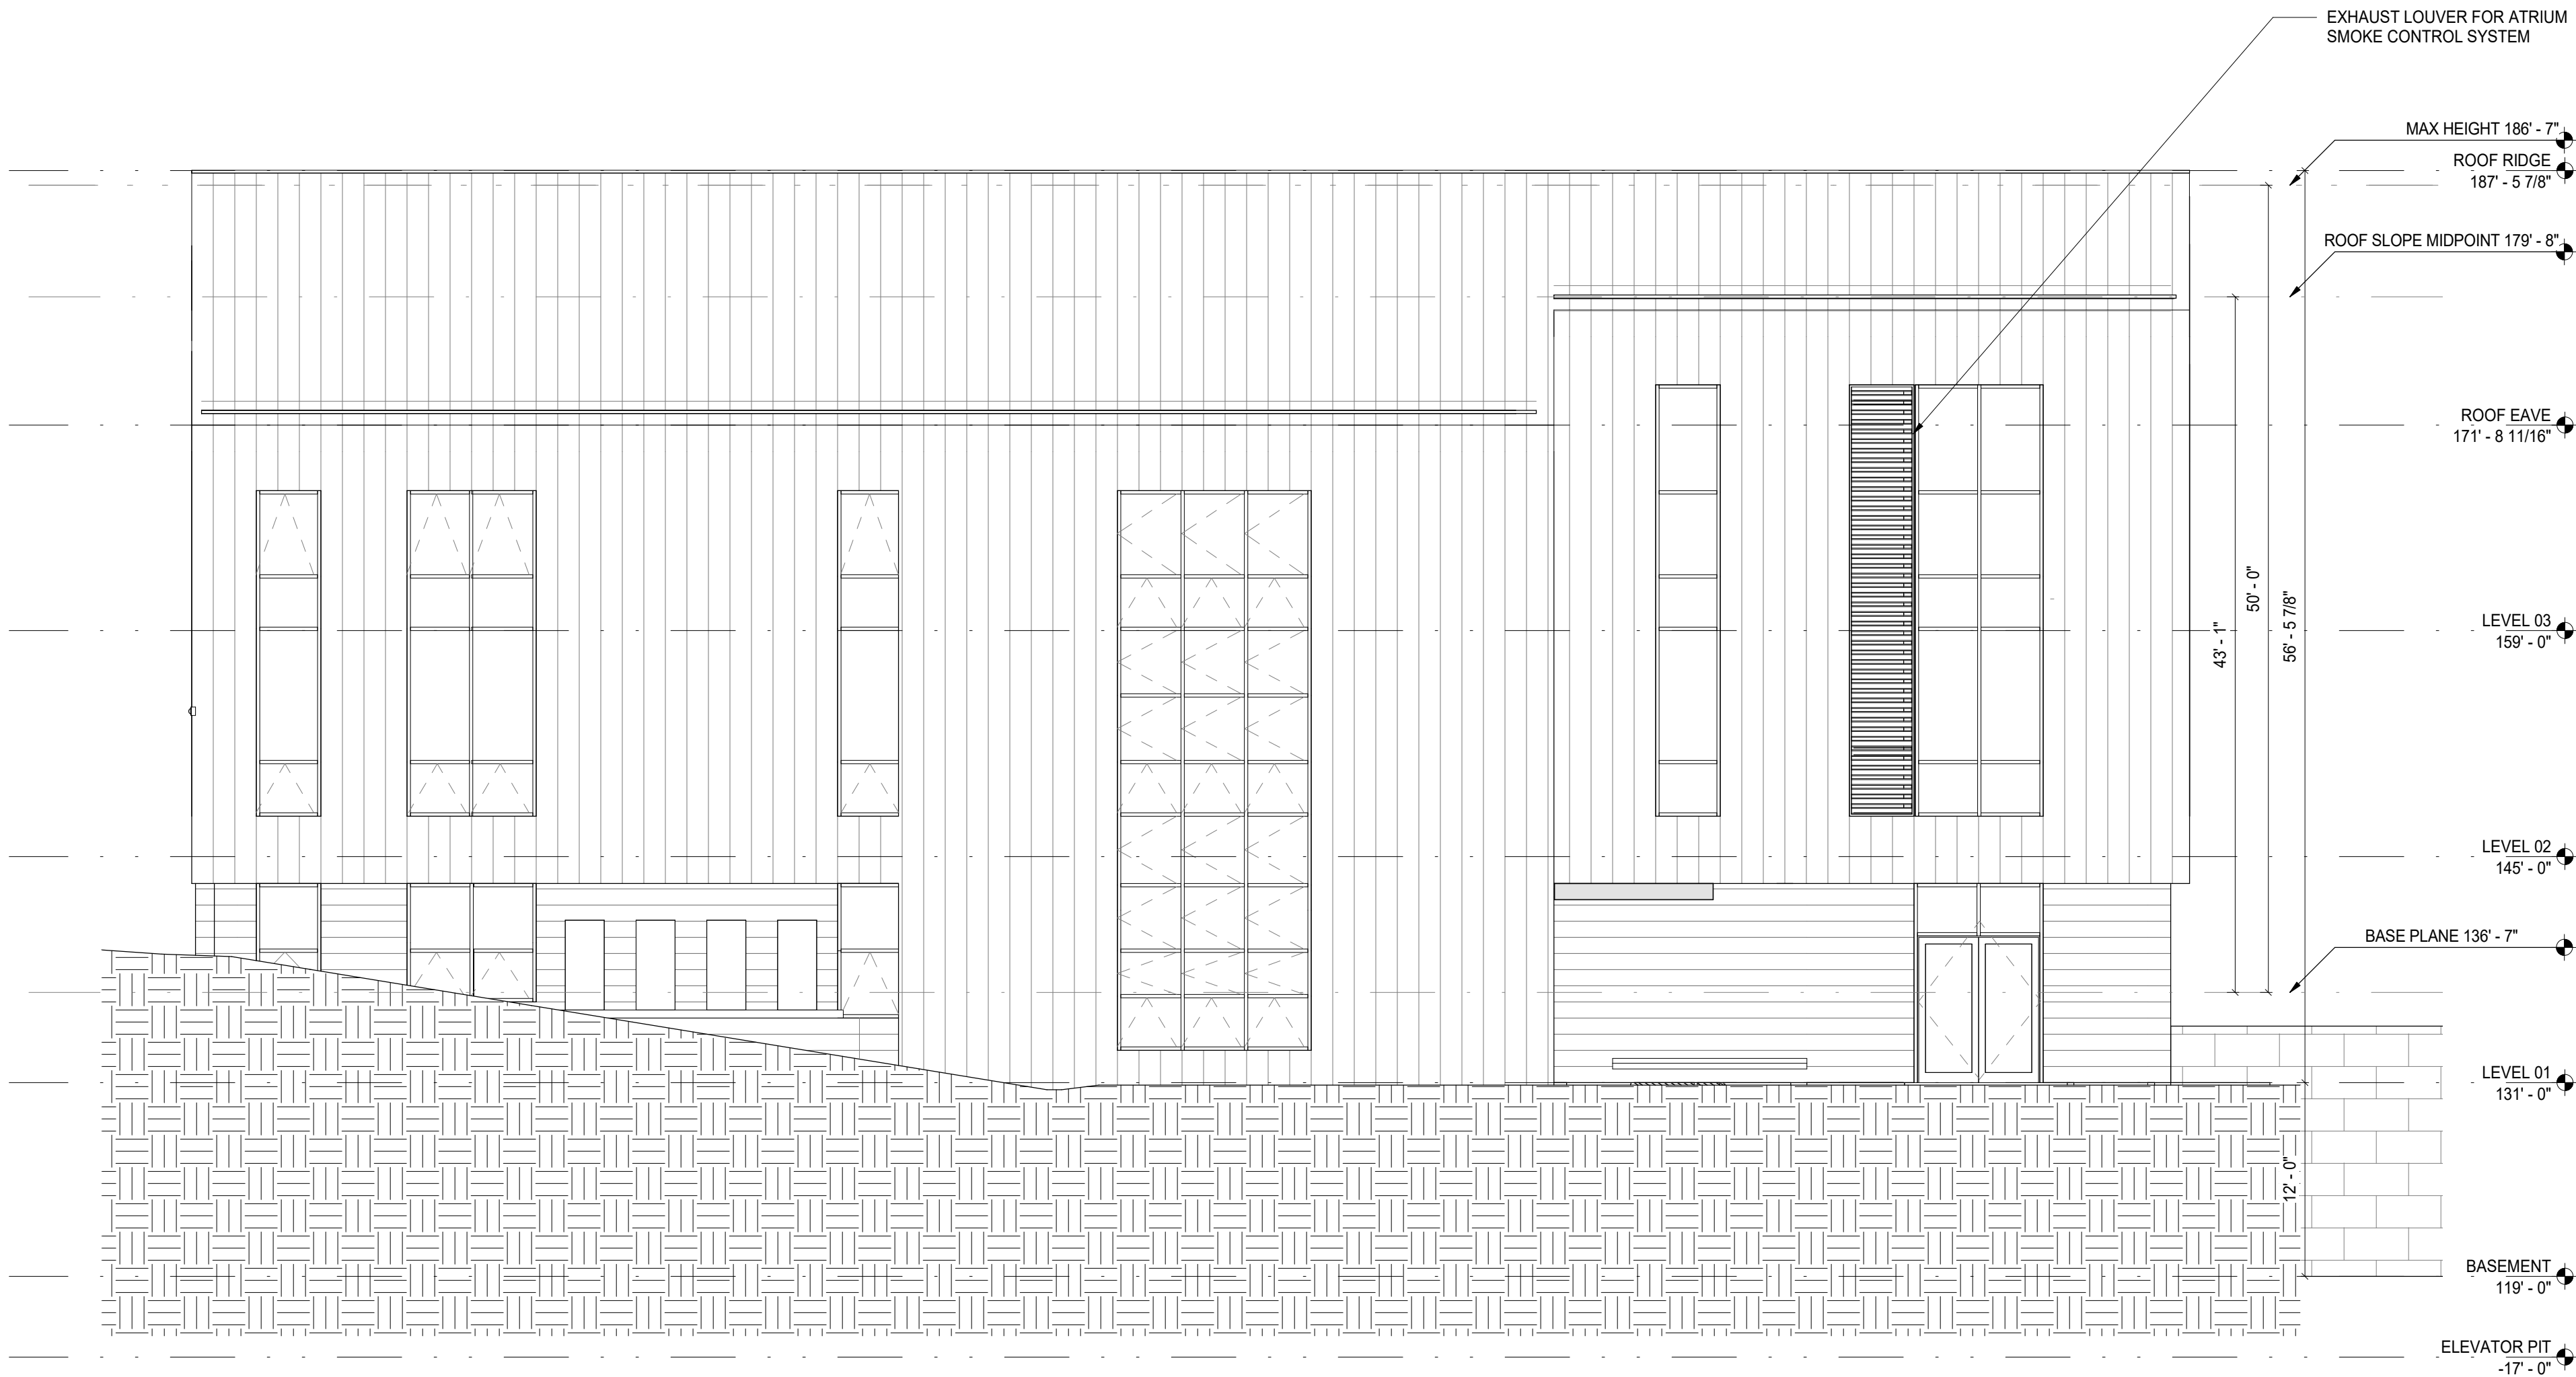 EXHAUST LOUVER FOR ATRIUM
SMOKE CONTROL SYSTEM
MAX HEIGHT 186' - 7"
ROOF RIDGE
187' - 5 7/8"
ROOF SLOPE MIDPOINT 179' - 8"
ROOF EAVE
171' - 8 11/16"
43' - 1"
50' - 0"
56' - 5 7/8"
LEVEL 03
159' - 0"
LEVEL 02
145' - 0"
BASE PLANE 136' - 7"
LEVEL 01
131' - 0"
12' - 0"
BASEMENT
119' - 0"
ELEVATOR PIT
-17' - 0"